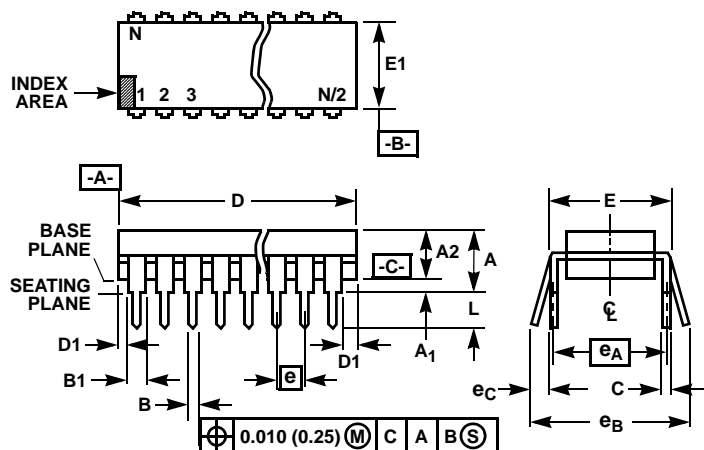 N
E1
INDEX
AREA
1 2 3 N/2
-B-
-A-
D
E
BASE
PLANE
A2
A
-C-
SEATING
PLANE
L
C
L
D1
A1
D1
eA
B1
e
eC
C
B
eB
0.010 (0.25) M C A B S